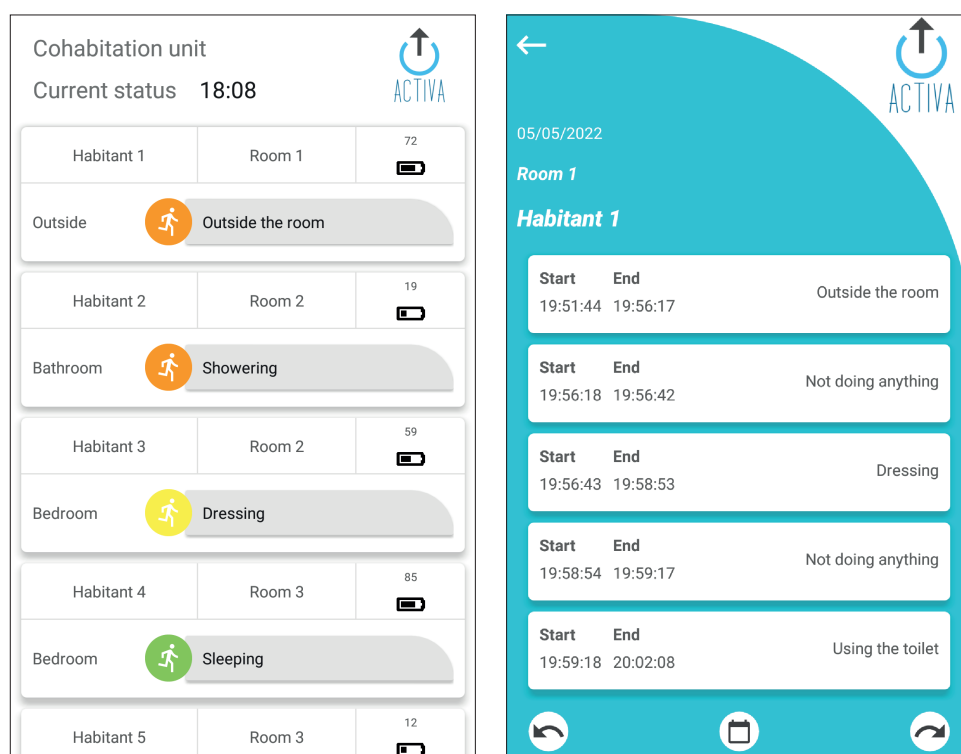 Cohabitation unit
Current status 18:08
ACTIVA
Habitant 1 Room 1 72
Outside Outside the room
Habitant 2 Room 2 19
Bathroom Showering
Habitant 3 Room 2 59
Bedroom Dressing
Habitant 4 Room 3 85
Bedroom Sleeping
Habitant 5 Room 3 12
ACTIVA
05/05/2022
Room 1
Habitant 1
Start End
19:51:44 19:56:17 Outside the room
Start End
19:56:18 19:56:42 Not doing anything
Start End
19:56:43 19:58:53 Dressing
Start End
19:58:54 19:59:17 Not doing anything
Start End
19:59:18 20:02:08 Using the toilet